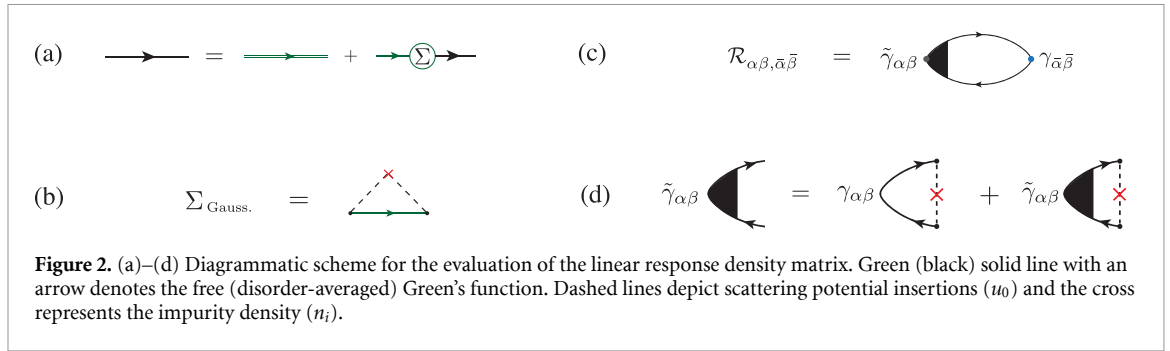 (a) = + Σ
(c) ℛαβ,ᾱβ̄ = γ̃αβ γᾱβ̄
(b) ΣGauss. =
(d) γ̃αβ = γαβ + γ̃αβ
Figure 2. (a)–(d) Diagrammatic scheme for the evaluation of the linear response density matrix. Green (black) solid line with an
arrow denotes the free (disorder-averaged) Green's function. Dashed lines depict scattering potential insertions (u₀) and the cross
represents the impurity density (nᵢ).